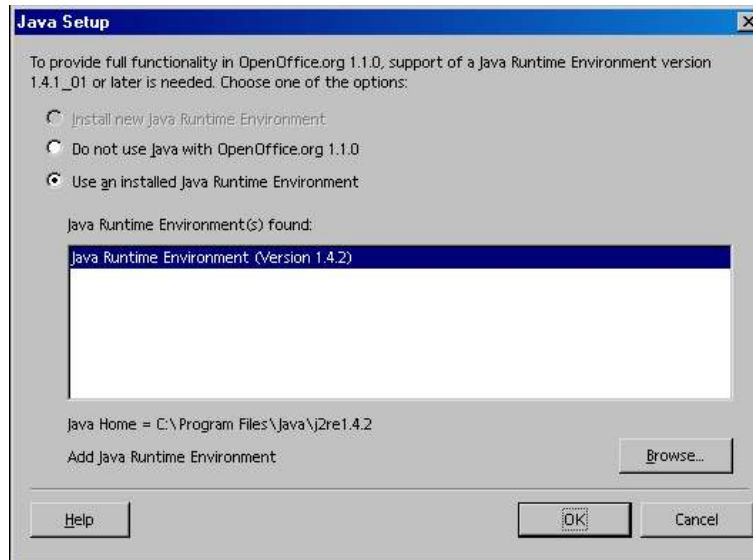 Java Setup
To provide full functionality in OpenOffice.org 1.1.0, support of a Java Runtime Environment version
1.4.1_01 or later is needed. Choose one of the options:
Install new Java Runtime Environment
Do not use Java with OpenOffice.org 1.1.0
Use an installed Java Runtime Environment
Java Runtime Environment(s) found:
Java Runtime Environment (Version 1.4.2)
Java Home = C:\Program Files\Java\j2re1.4.2
Add Java Runtime Environment
Browse...
Help
OK
Cancel